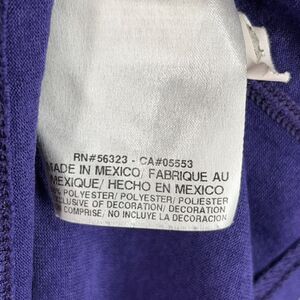 RN#56323 - CA#05553
MADE IN MEXICO/ FABRIQUE AU
MEXIQUE/ HECHO EN MEXICO
% POLYESTER/ POLYESTER
EXCLUSIVE OF DECORATION/ DECORATION
COMPRISE/ NO INCLUYE LA DECORACION